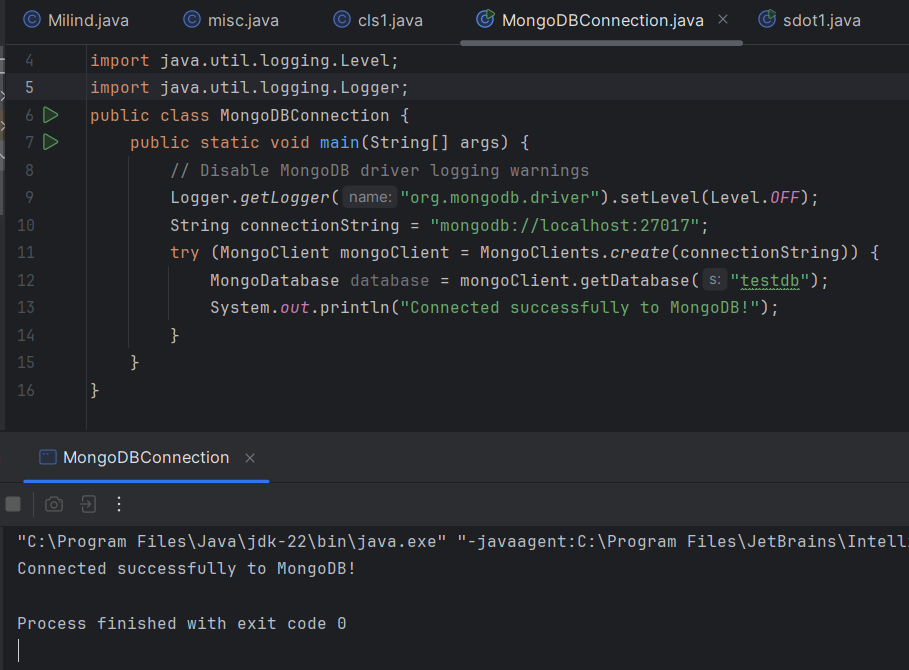 Milind.java misc.java cls1.java MongoDBConnection.java sdot1.java
4 import java.util.logging.Level;
5 import java.util.logging.Logger;
6 public class MongoDBConnection {
7 public static void main(String[] args) {
8 // Disable MongoDB driver logging warnings
9 Logger.getLogger( name: "org.mongodb.driver").setLevel(Level.OFF);
10 String connectionString = "mongodb://localhost:27017";
11 try (MongoClient mongoClient = MongoClients.create(connectionString)) {
12 MongoDatabase database = mongoClient.getDatabase( s: "testdb");
13 System.out.println("Connected successfully to MongoDB!");
14 }
15 }
16 }
MongoDBConnection
"C:\Program Files\Java\jdk-22\bin\java.exe" "-javaagent:C:\Program Files\JetBrains\Intell
Connected successfully to MongoDB!
Process finished with exit code 0